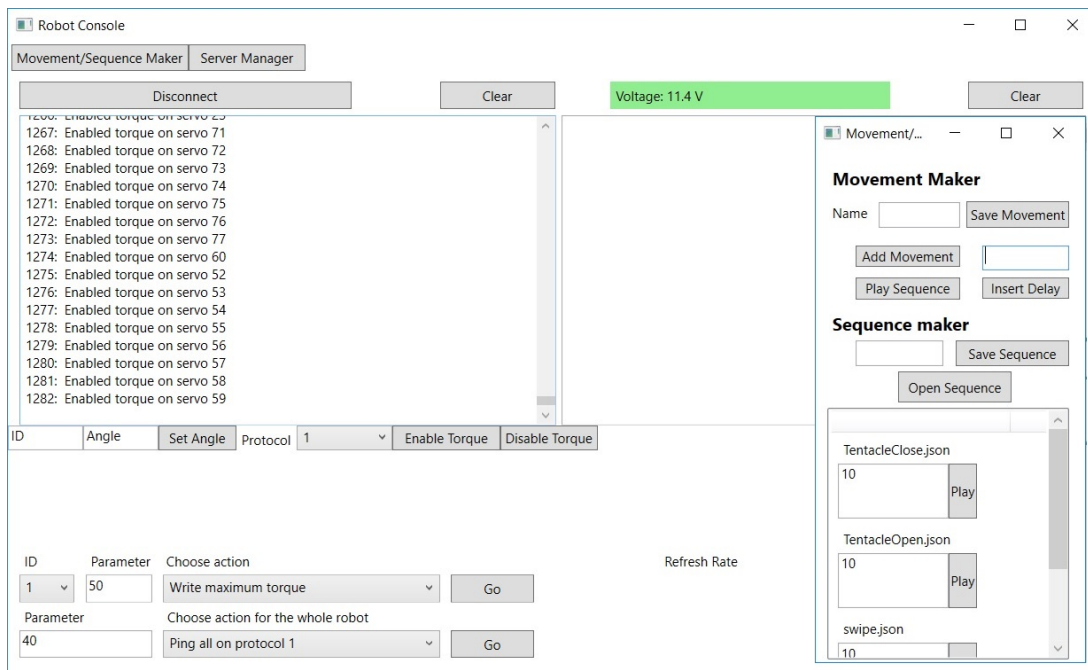 Robot Console
Movement/Sequence Maker Server Manager
Disconnect Clear Voltage: 11.4 V Clear
1266: Enabled torque on servo 25
1267: Enabled torque on servo 71
1268: Enabled torque on servo 72
1269: Enabled torque on servo 73
1270: Enabled torque on servo 74
1271: Enabled torque on servo 75
1272: Enabled torque on servo 76
1273: Enabled torque on servo 77
1274: Enabled torque on servo 60
1275: Enabled torque on servo 52
1276: Enabled torque on servo 53
1277: Enabled torque on servo 54
1278: Enabled torque on servo 55
1279: Enabled torque on servo 56
1280: Enabled torque on servo 57
1281: Enabled torque on servo 58
1282: Enabled torque on servo 59
ID Angle Set Angle Protocol 1 Enable Torque Disable Torque
ID Parameter Choose action Refresh Rate
1 50 Write maximum torque Go
Parameter Choose action for the whole robot
40 Ping all on protocol 1 Go
Movement/...
Movement Maker
Name Save Movement
Add Movement
Play Sequence Insert Delay
Sequence maker
Save Sequence
Open Sequence
TentacleClose.json
10 Play
TentacleOpen.json
10 Play
swipe.json
10